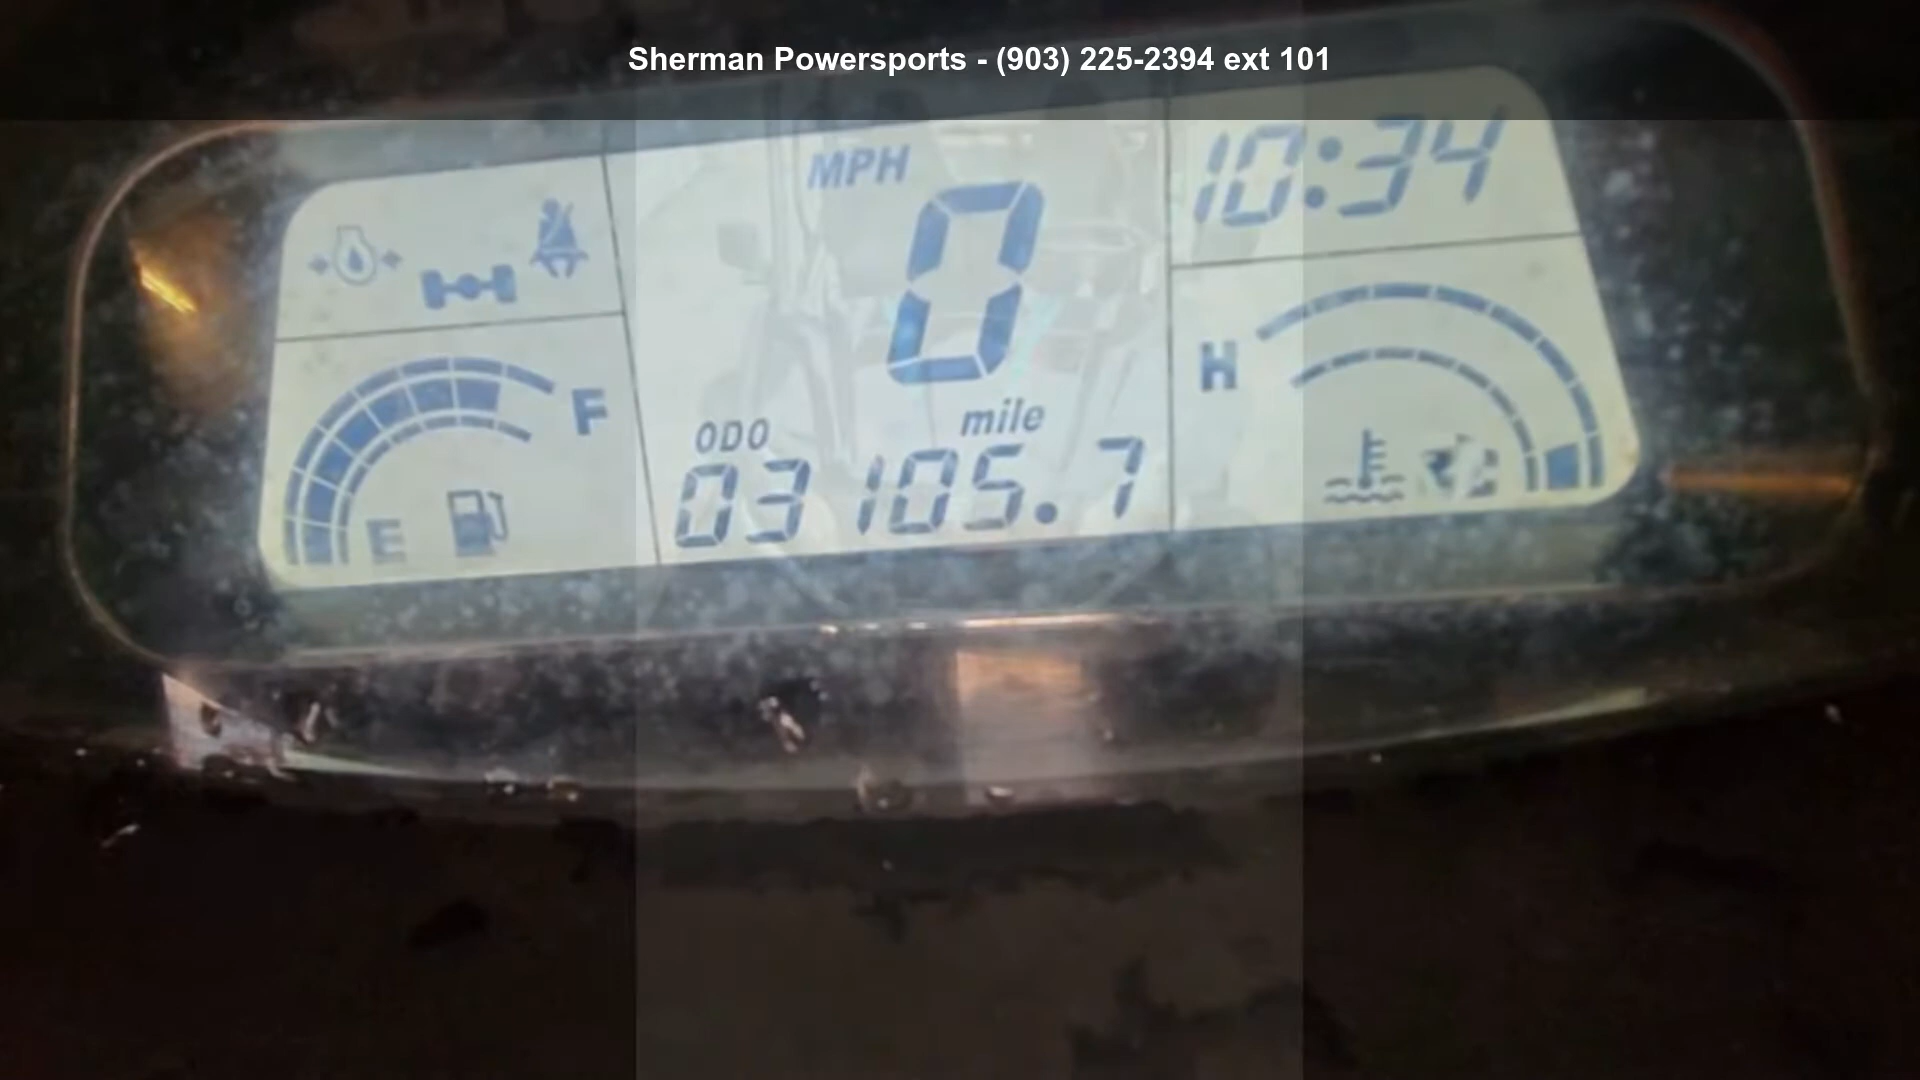 Sherman Powersports - (903) 225-2394 ext 101
MPH
10:34
0
H
F
ODO
mile
03105.7
E